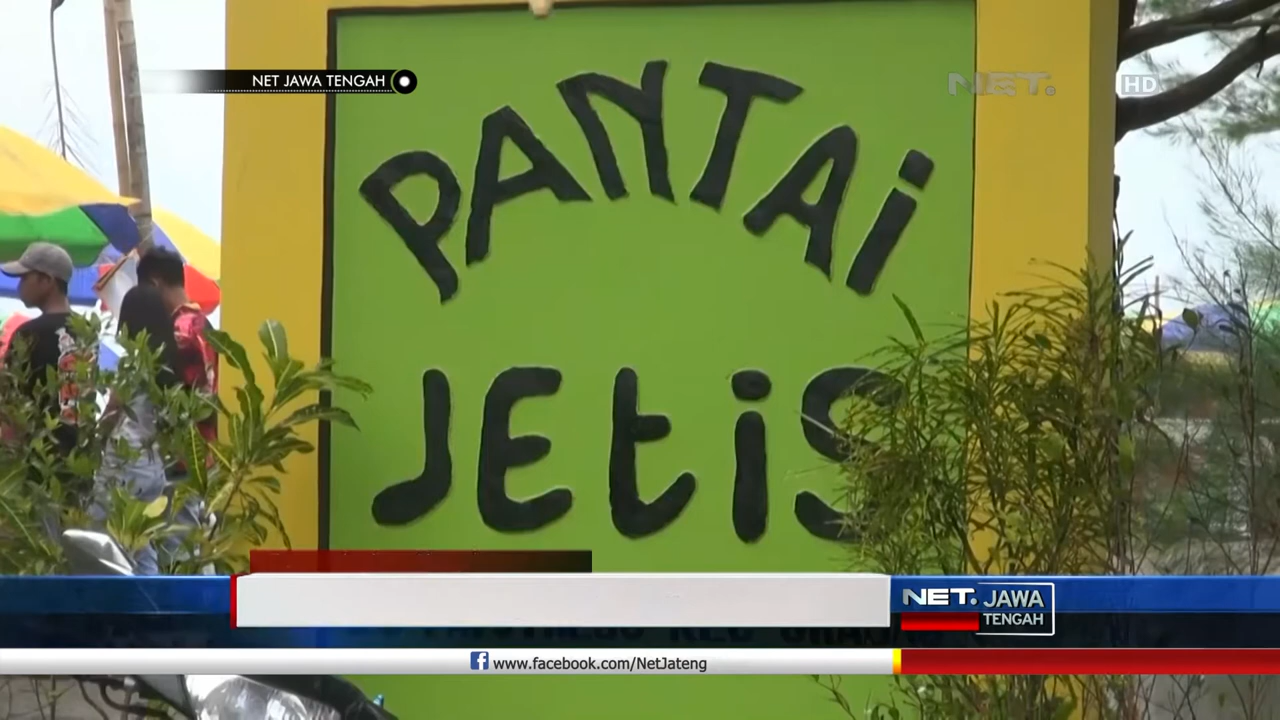 NET JAWA TENGAH
NET.
HD
PANTAi
JEtiS
NET. JAWA
TENGAH
www.facebook.com/NetJateng